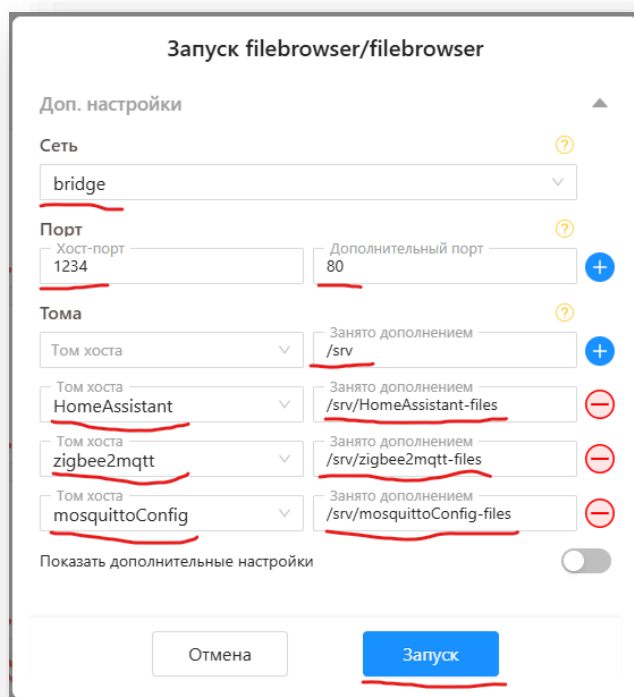 Запуск filebrowser/filebrowser
Доп. настройки
Сеть ?
bridge
Порт ?
Хост-порт Дополнительный порт
1234 80
Тома ?
Занято дополнением
Том хоста /srv
Том хоста Занято дополнением
HomeAssistant /srv/HomeAssistant-files
Том хоста Занято дополнением
zigbee2mqtt /srv/zigbee2mqtt-files
Том хоста Занято дополнением
mosquittoConfig /srv/mosquittoConfig-files
Показать дополнительные настройки
Отмена Запуск